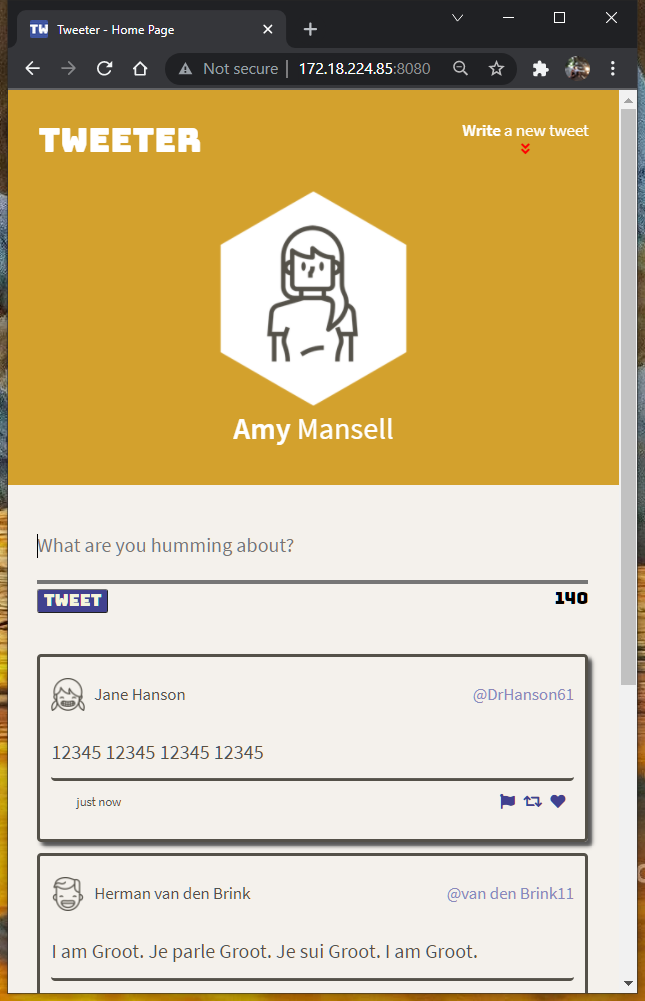 TW Tweeter - Home Page
Not secure | 172.18.224.85:8080
TWEETER
Write a new tweet
Amy Mansell
What are you humming about?
TWEET 140
Jane Hanson @DrHanson61
12345 12345 12345 12345
just now
Herman van den Brink @van den Brink11
I am Groot. Je parle Groot. Je sui Groot. I am Groot.